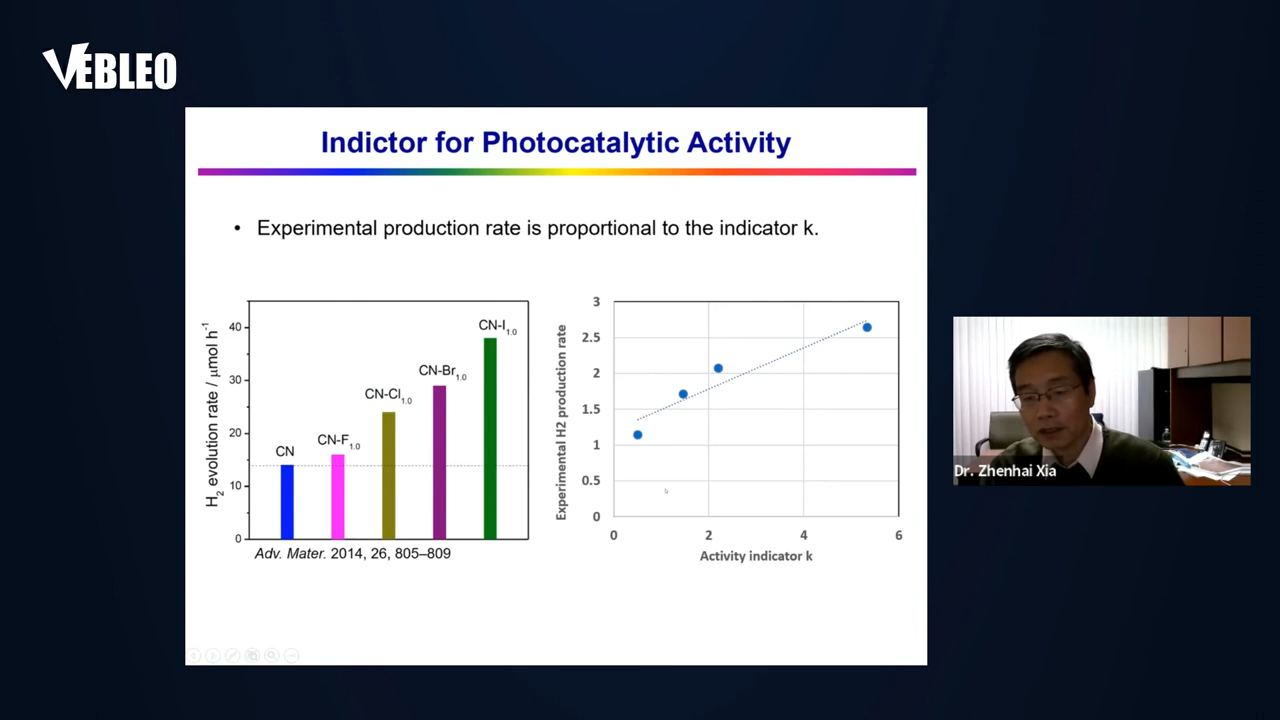 VEBLEO
Indictor for Photocatalytic Activity
• Experimental production rate is proportional to the indicator k.
H2 evolution rate / μmol h-1
40
30
20
10
0
CN
CN-F1.0
CN-Cl1.0
CN-Br1.0
CN-I1.0
Adv. Mater. 2014, 26, 805–809
Experimental H2 production rate
3
2.5
2
1.5
1
0.5
0
0 2 4 6
Activity indicator k
Dr. Zhenhai Xia